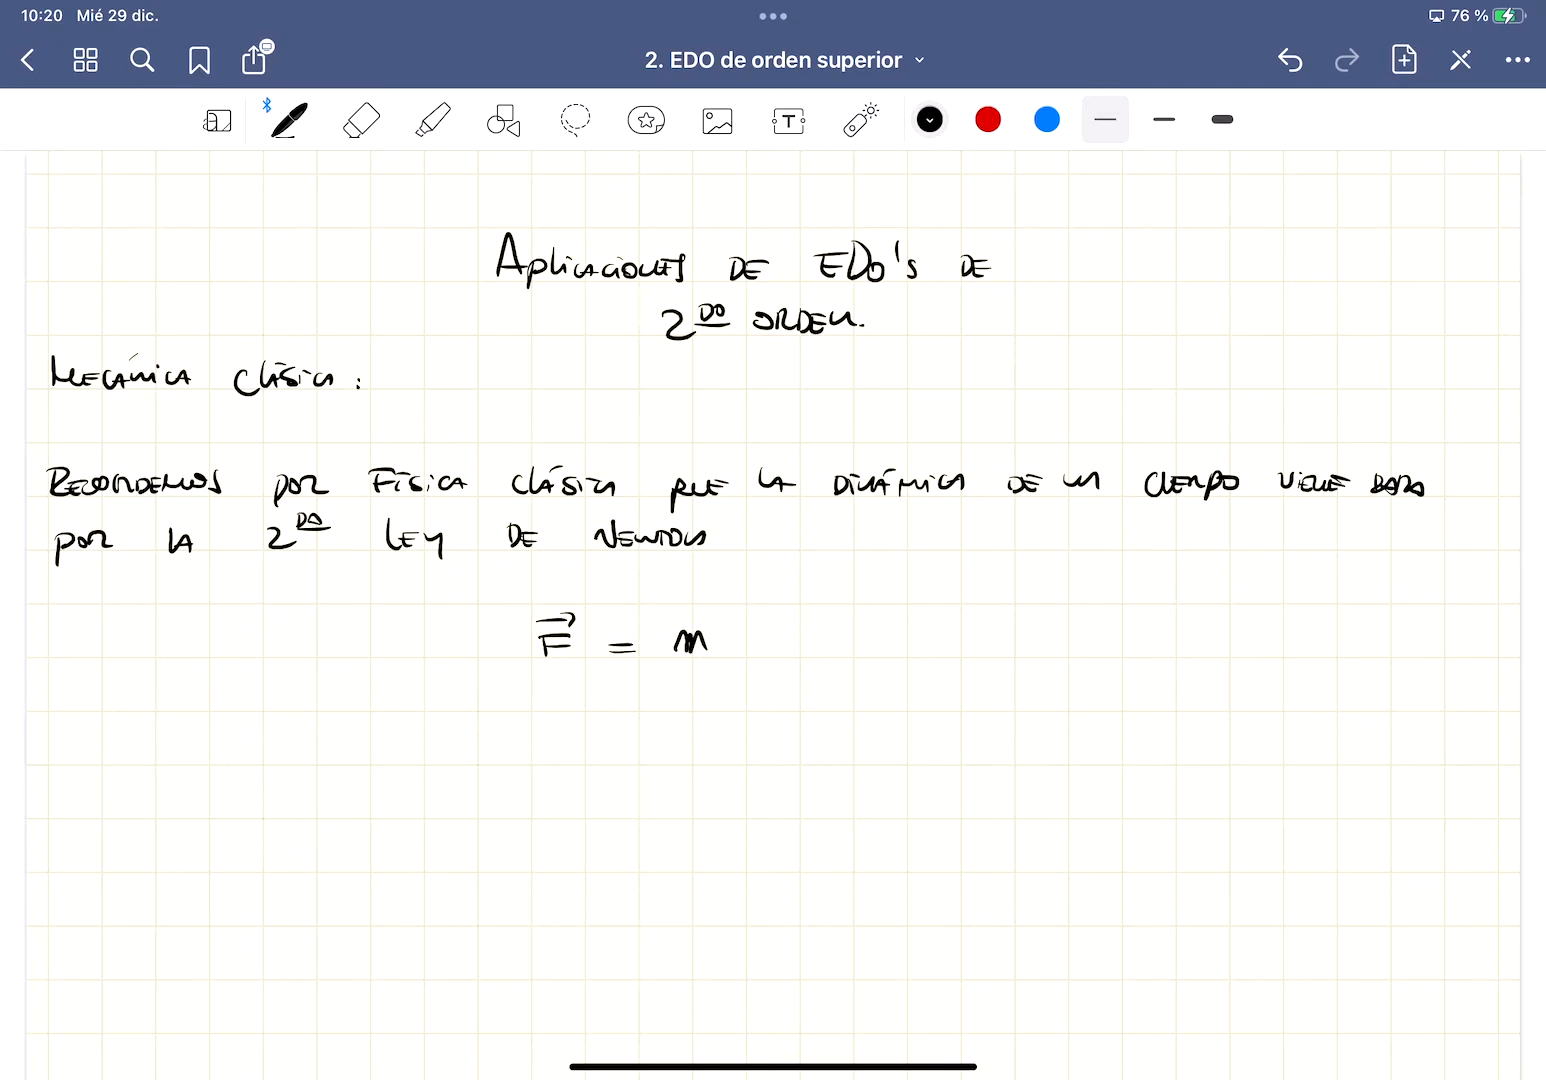 10:20 Mié 29 dic.
76 %
2. EDO de orden superior
Aplicaciones DE EDO's DE
2DO ORDEN.
MECÁNICA CLÁSICA:
RECORDEMOS por FÍSICA CLÁSICA que LA DINÁMICA DE UN CUERPO VIENE DADA
por LA 2DA LEY DE NEWTON
F⃗ = m